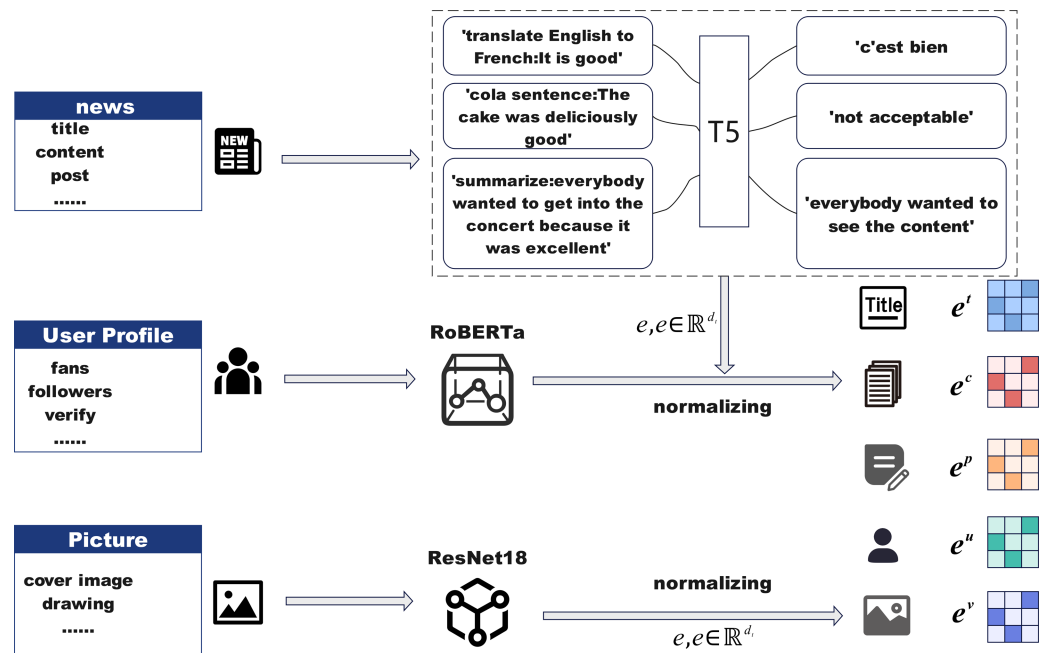 news
title
content
post
......
NEW
'translate English to
French:It is good'
'cola sentence:The
cake was deliciously
good'
'summarize:everybody
wanted to get into the
concert because it
was excellent'
T5
'c'est bien
'not acceptable'
'everybody wanted to
see the content'
User Profile
fans
followers
verify
......
RoBERTa
e,e∈ℝ^{d_t}
normalizing
Title
e^t
e^c
e^p
e^u
e^v
Picture
cover image
drawing
......
ResNet18
normalizing
e,e∈ℝ^{d_t}